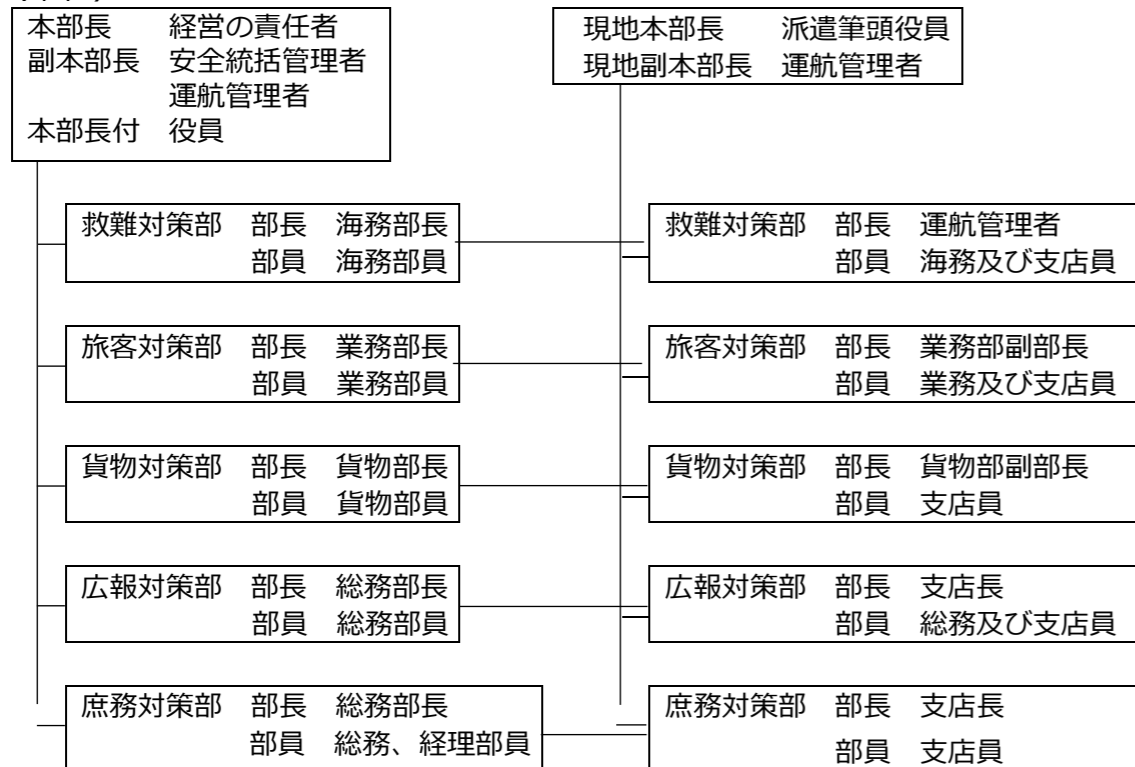 本部長　経営の責任者
副本部長　安全統括管理者
運航管理者
本部長付　役員
現地本部長　派遣筆頭役員
現地副本部長　運航管理者
救難対策部　部長　海務部長
部員　海務部員
救難対策部　部長　運航管理者
部員　海務及び支店員
旅客対策部　部長　業務部長
部員　業務部員
旅客対策部　部長　業務部副部長
部員　業務及び支店員
貨物対策部　部長　貨物部長
部員　貨物部員
貨物対策部　部長　貨物部副部長
部員　支店員
広報対策部　部長　総務部長
部員　総務部員
広報対策部　部長　支店長
部員　総務及び支店員
庶務対策部　部長　総務部長
部員　総務、経理部員
庶務対策部　部長　支店長
部員　支店員